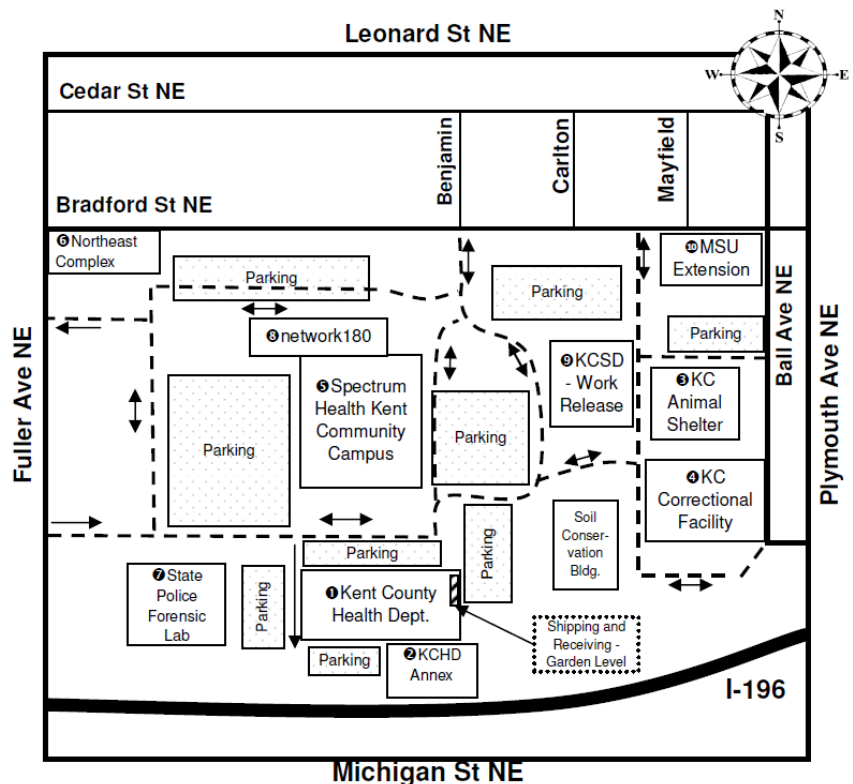 Leonard St NE
N
W
E
S
Cedar St NE
Benjamin
Carlton
Mayfield
Bradford St NE
❻Northeast
Complex
❿MSU
Extension
Parking
Parking
Parking
❽network180
❺Spectrum
Health Kent
Community
Campus
❾KCSD
- Work
Release
❸KC
Animal
Shelter
Fuller Ave NE
Ball Ave NE
Plymouth Ave NE
Parking
Parking
❹KC
Correctional
Facility
Soil
Conser-
vation
Bldg.
Parking
Parking
❼State
Police
Forensic
Lab
Parking
❶Kent County
Health Dept.
Shipping and
Receiving -
Garden Level
Parking
❷KCHD
Annex
I-196
Michigan St NE